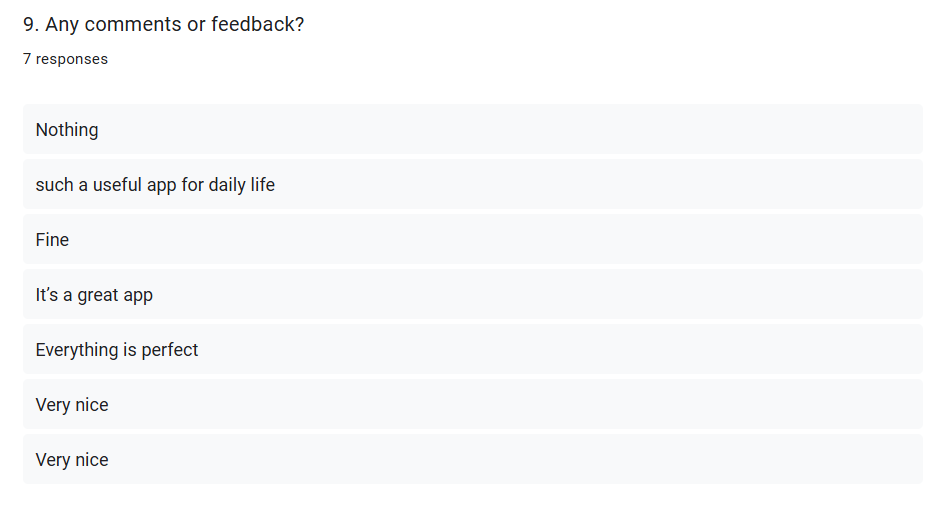 9. Any comments or feedback?
7 responses
Nothing
such a useful app for daily life
Fine
It's a great app
Everything is perfect
Very nice
Very nice